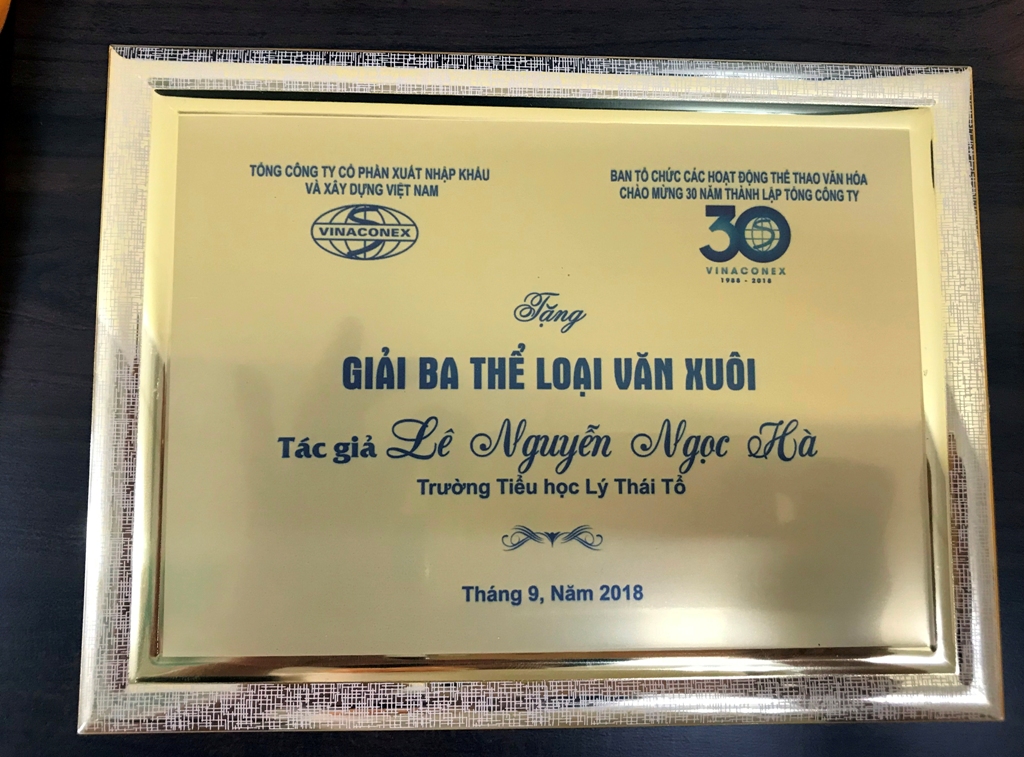 TỔNG CÔNG TY CỔ PHẦN XUẤT NHẬP KHẨU
VÀ XÂY DỰNG VIỆT NAM
VINACONEX
BAN TỔ CHỨC CÁC HOẠT ĐỘNG THỂ THAO VĂN HÓA
CHÀO MỪNG 30 NĂM THÀNH LẬP TỔNG CÔNG TY
30
VINACONEX
1988 - 2018
Tặng
GIẢI BA THỂ LOẠI VĂN XUÔI
Tác giả Lê Nguyễn Ngọc Hà
Trường Tiểu học Lý Thái Tổ
Tháng 9, Năm 2018